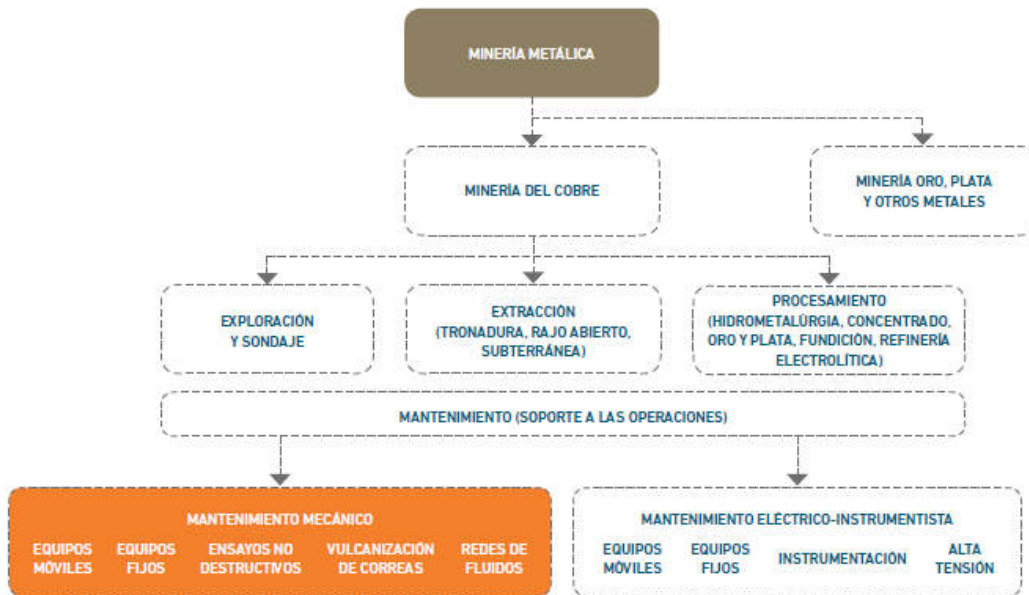 MINERÍA METÁLICA
MINERÍA DEL COBRE
MINERÍA ORO, PLATA
Y OTROS METALES
EXPLORACIÓN
Y SONDAJE
EXTRACCIÓN
(TRONADURA, RAJO ABIERTO,
SUBTERRÁNEA)
PROCESAMIENTO
(HIDROMETALÚRGIA, CONCENTRADO,
ORO Y PLATA, FUNDICIÓN, REFINERÍA
ELECTROLÍTICA)
MANTENIMIENTO (SOPORTE A LAS OPERACIONES)
MANTENIMIENTO MECÁNICO
EQUIPOS
MÓVILES
EQUIPOS
FIJOS
ENSAYOS NO
DESTRUCTIVOS
VULCANIZACIÓN
DE CORREAS
REDES DE
FLUIDOS
MANTENIMIENTO ELÉCTRICO-INSTRUMENTISTA
EQUIPOS
MÓVILES
EQUIPOS
FIJOS
INSTRUMENTACIÓN
ALTA
TENSIÓN